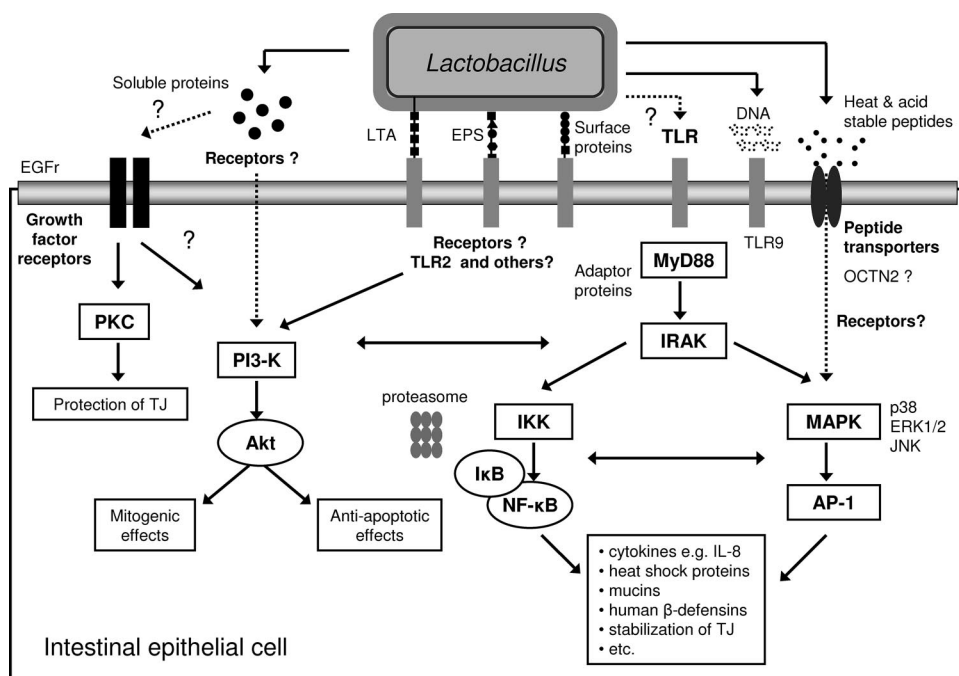 Lactobacillus
Soluble proteins
?
Receptors ?
LTA
EPS
Surface
proteins
?
TLR
DNA
Heat & acid
stable peptides
EGFr
Growth
factor
receptors
?
Receptors ?
TLR2 and others?
TLR9
Peptide
transporters
OCTN2 ?
Receptors?
Adaptor
proteins
MyD88
IRAK
PKC
PI3-K
Protection of TJ
Akt
proteasome
IKK
MAPK
p38
ERK1/2
JNK
IκB
NF-κB
AP-1
Mitogenic
effects
Anti-apoptotic
effects
• cytokines e.g. IL-8
• heat shock proteins
• mucins
• human β-defensins
• stabilization of TJ
• etc.
Intestinal epithelial cell